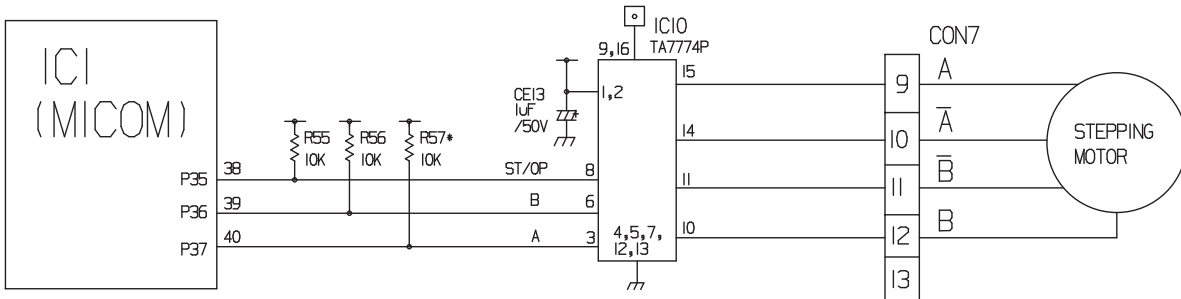 IC1
(MICOM)
P35
P36
P37
38
39
40
R55
10K
R56
10K
R57*
10K
ST/OP
B
A
CE13
1uF
/50V
9,16
IC10
TA7774P
1,2
8
6
3
4,5,7,
12,13
15
14
11
10
CON7
9
10
11
12
13
A
A̅
B̅
B
STEPPING
MOTOR